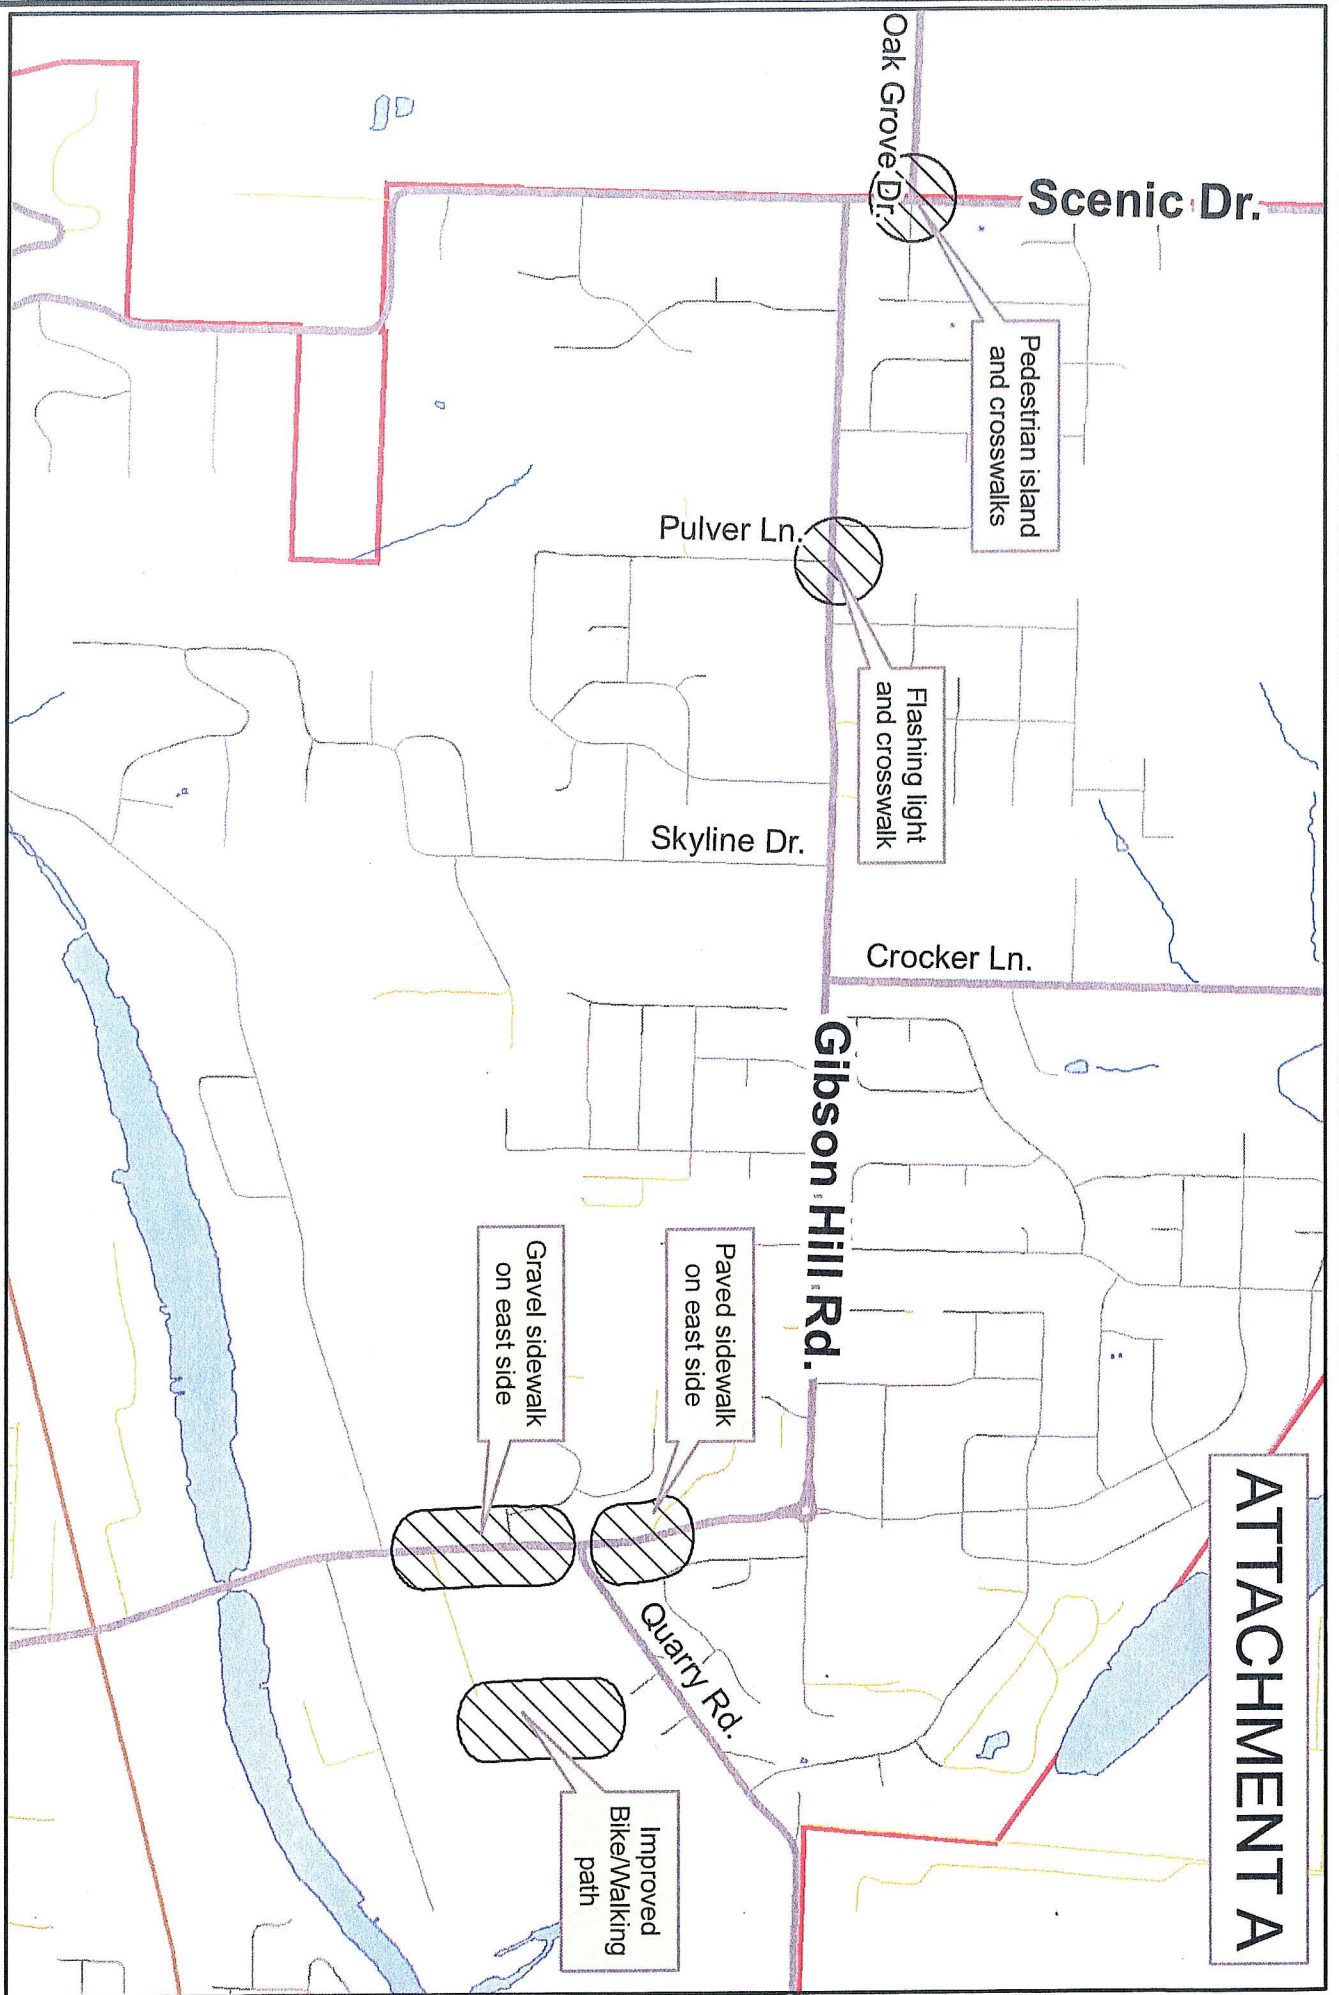 ATTACHMENT A
Scenic Dr.
Oak Grove Dr.
Pedestrian island
and crosswalks
Pulver Ln.
Flashing light
and crosswalk
Skyline Dr.
Crocker Ln.
Gibson Hill Rd.
Paved sidewalk
on east side
Gravel sidewalk
on east side
Quarry Rd.
Improved
Bike/Walking
path